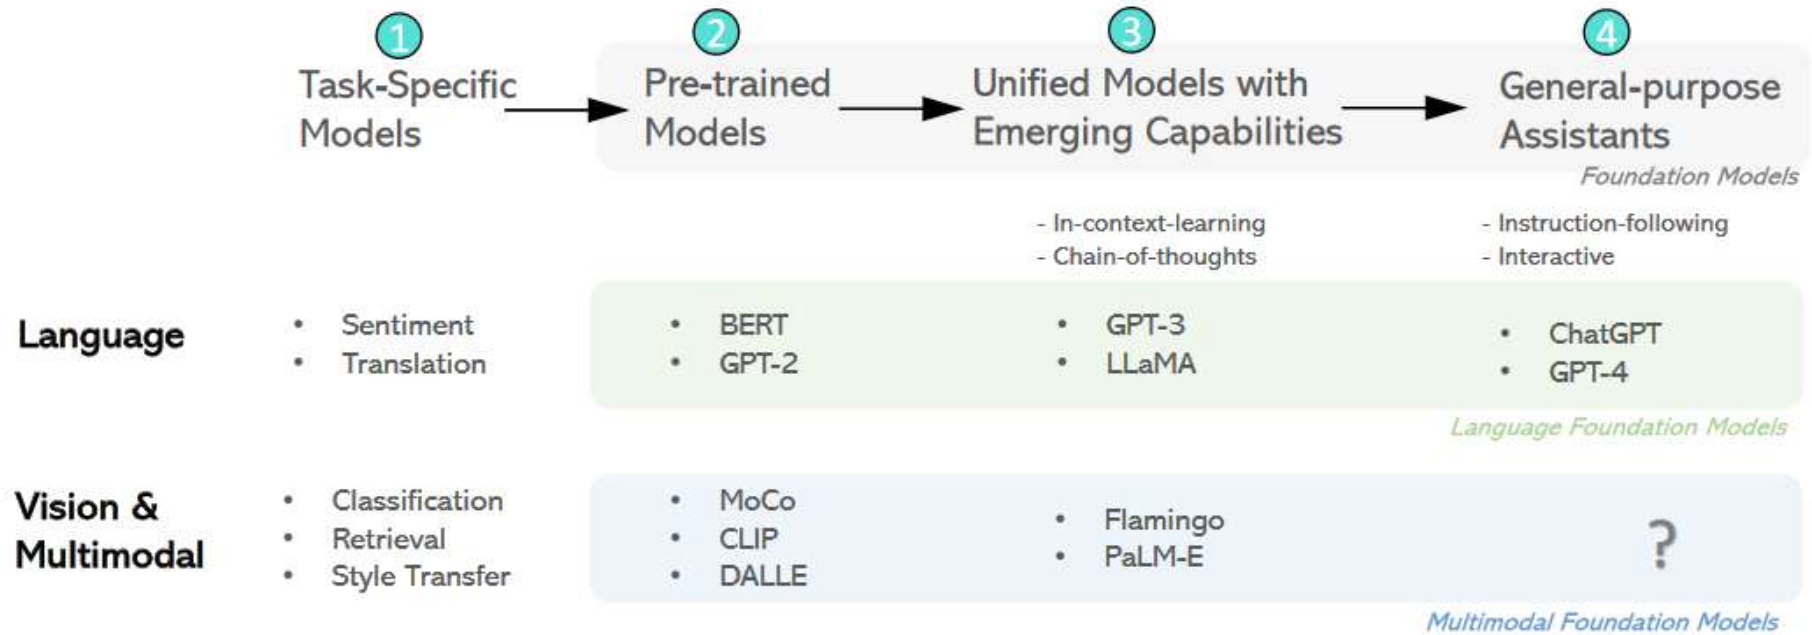 1
2
3
4
Task-Specific
Models
Pre-trained
Models
Unified Models with
Emerging Capabilities
General-purpose
Assistants
Foundation Models
- In-context-learning
- Chain-of-thoughts
- Instruction-following
- Interactive
Language
• Sentiment
• Translation
• BERT
• GPT-2
• GPT-3
• LLaMA
• ChatGPT
• GPT-4
Language Foundation Models
Vision &
Multimodal
• Classification
• Retrieval
• Style Transfer
• MoCo
• CLIP
• DALLE
• Flamingo
• PaLM-E
?
Multimodal Foundation Models